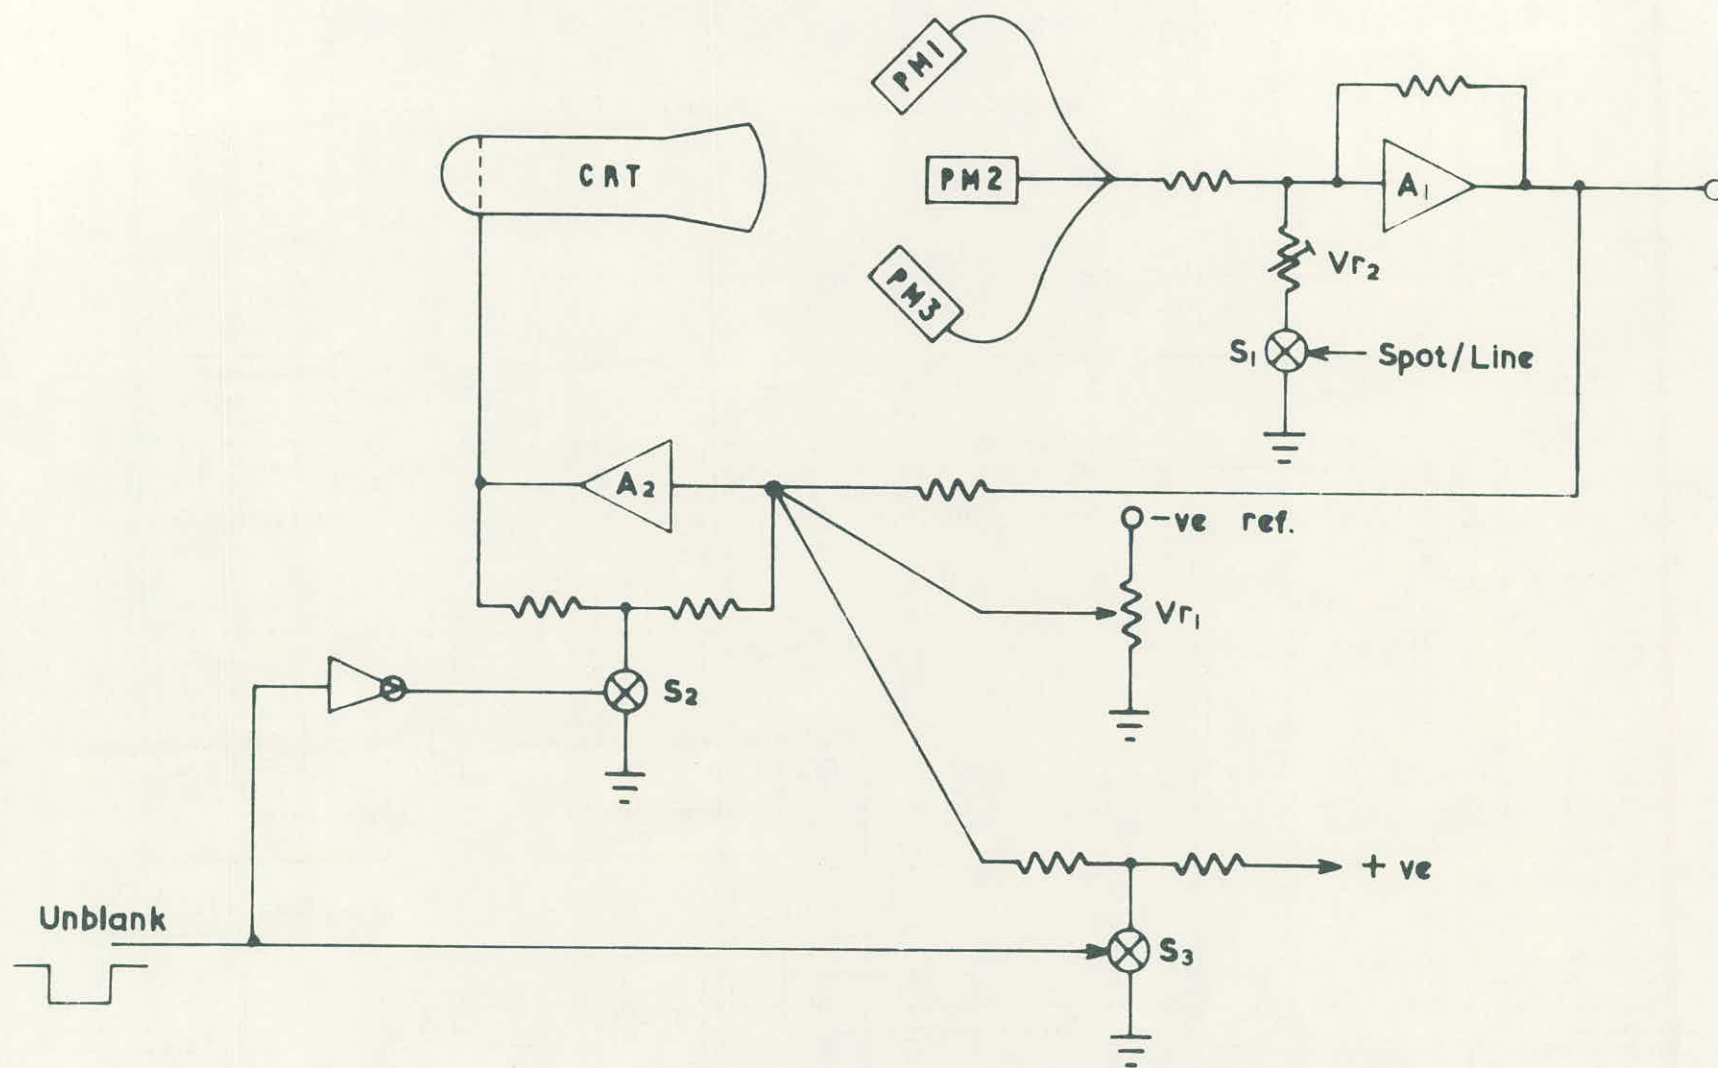 PM1
CRT
PM2
A1
Vr2
PM3
S1
Spot/Line
A2
-ve ref.
Vr1
S2
+ ve
Unblank
S3